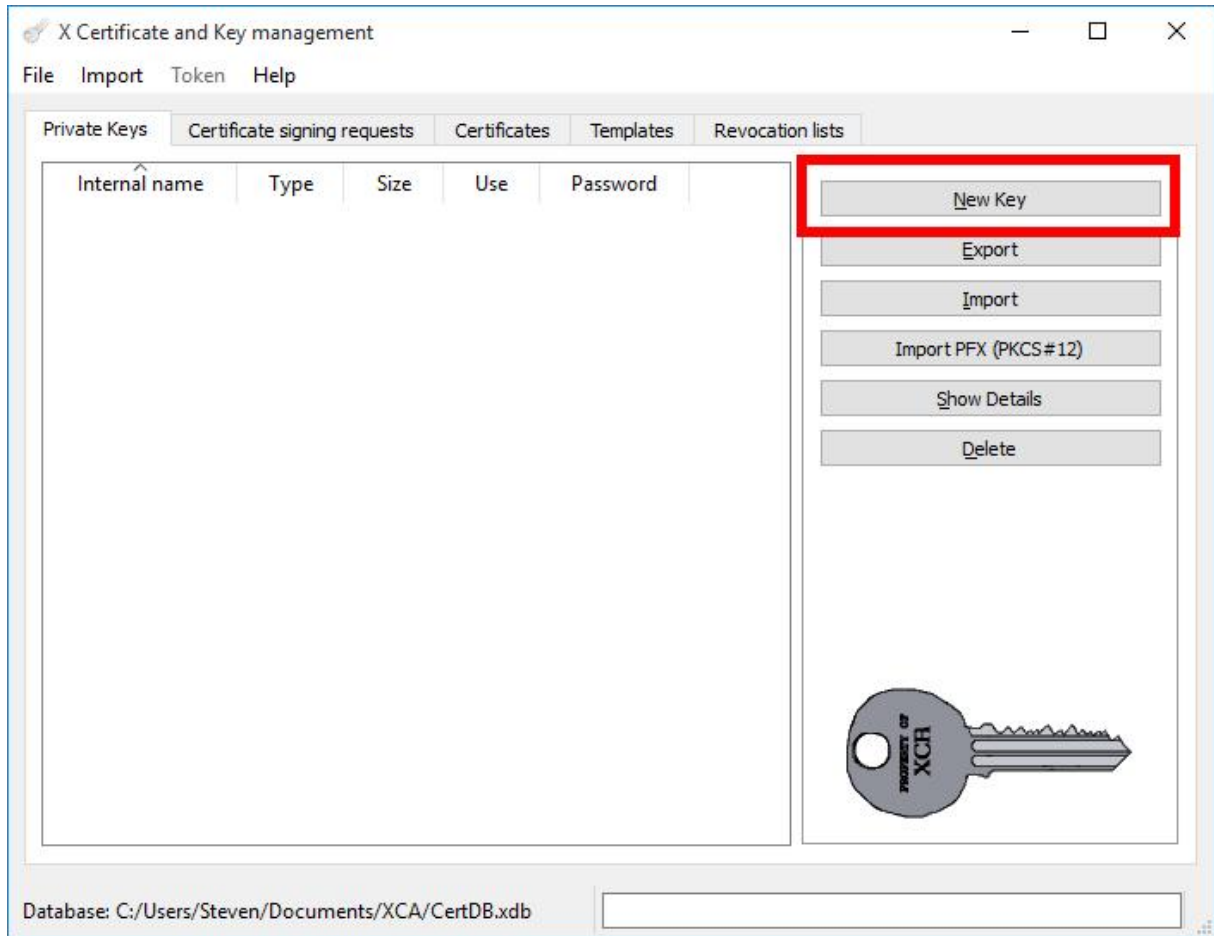 X Certificate and Key management
File Import Token Help
Private Keys Certificate signing requests Certificates Templates Revocation lists
Internal name Type Size Use Password
New Key
Export
Import
Import PFX (PKCS#12)
Show Details
Delete
PROPERTY OF
XCA
Database: C:/Users/Steven/Documents/XCA/CertDB.xdb